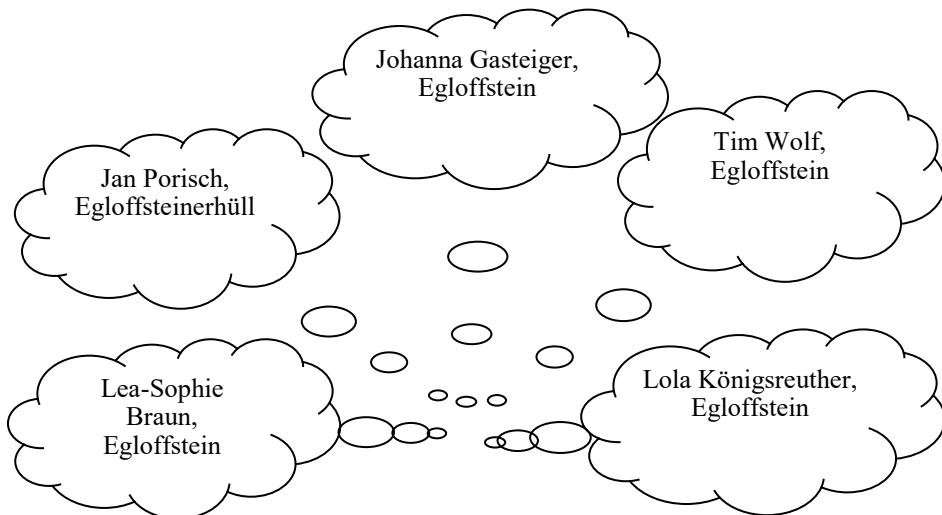 Johanna Gasteiger,
Egloffstein
Tim Wolf,
Egloffstein
Jan Porisch,
Egloffsteinerhüll
Lea-Sophie
Braun,
Egloffstein
Lola Königsreuther,
Egloffstein